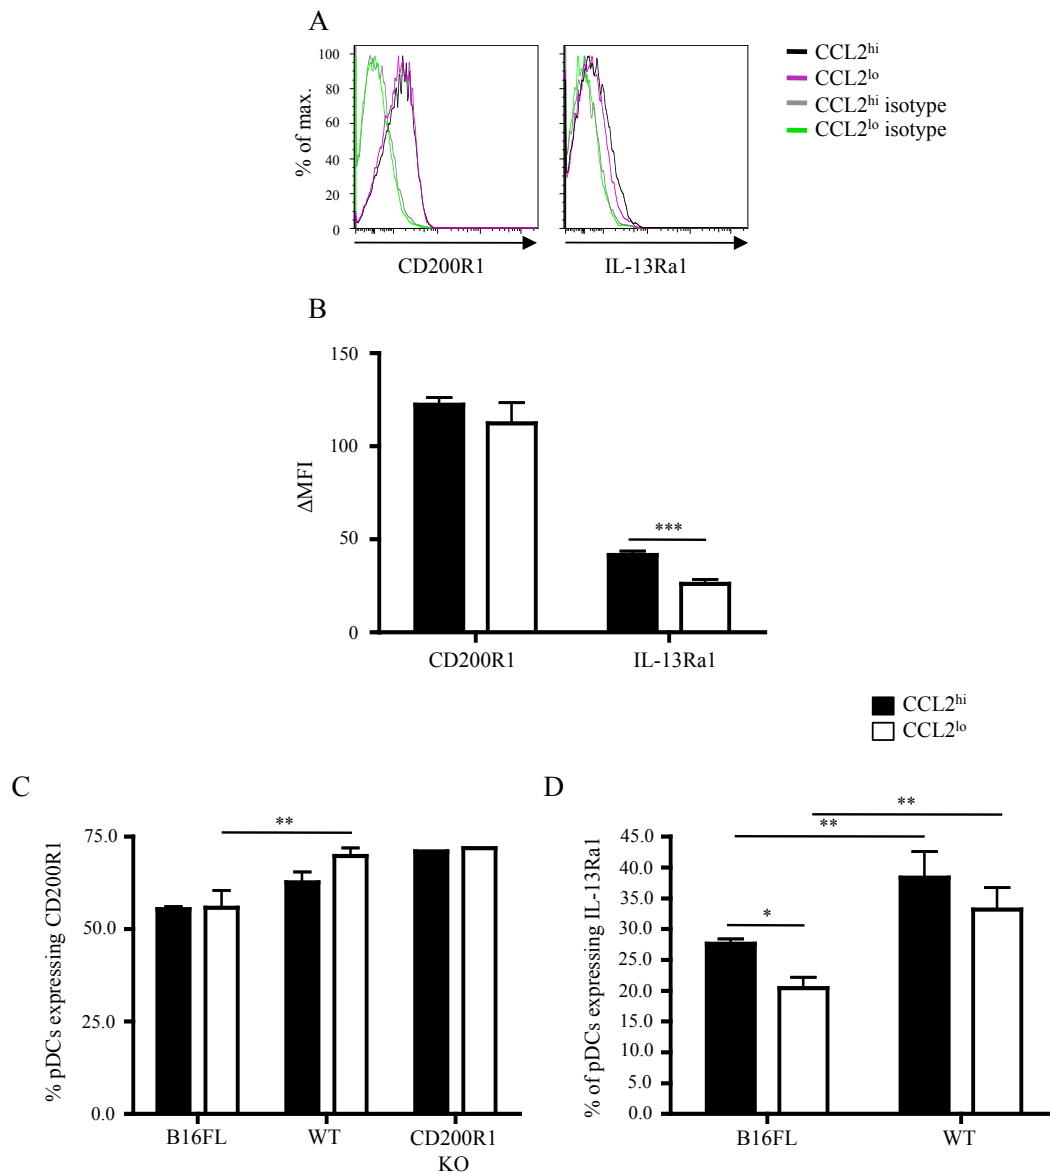 A
100
80
60
40
20
0
% of max.
CD200R1
IL-13Ra1
CCL2hi
CCL2lo
CCL2hi isotype
CCL2lo isotype
B
150
100
50
0
ΔMFI
***
CD200R1
IL-13Ra1
CCL2hi
CCL2lo
C
75.0
50.0
25.0
0.0
% pDCs expressing CD200R1
**
B16FL
WT
CD200R1
KO
D
45.0
40.0
35.0
30.0
25.0
20.0
15.0
10.0
5.0
0.0
% of pDCs expressing IL-13Ra1
**
**
*
B16FL
WT